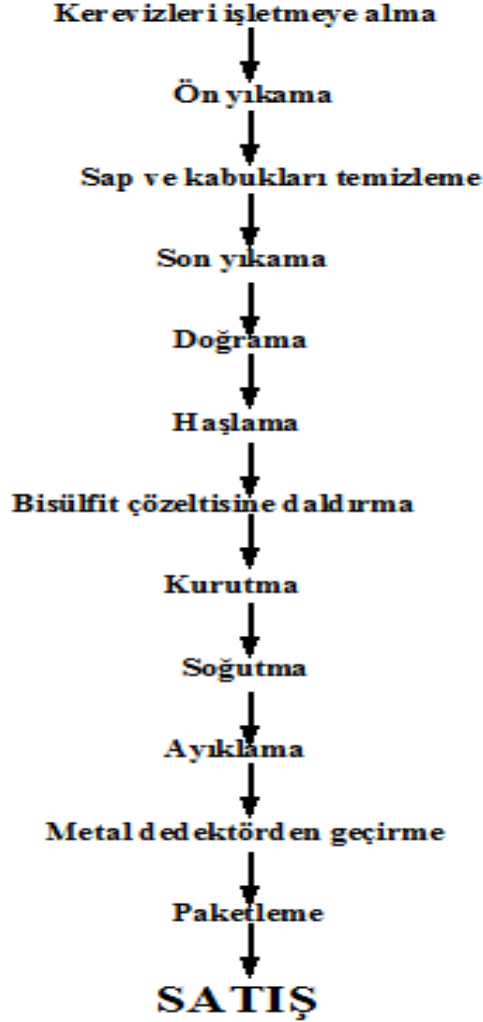 Kerevizleri işletmeye alma
Ön yıkama
Sap ve kabukları temizleme
Son yıkama
Doğrama
Haşlama
Bisülfit çözeltisine daldırma
Kurutma
Soğutma
Ayıklama
Metal dedektörden geçirme
Paketleme
SATIŞ